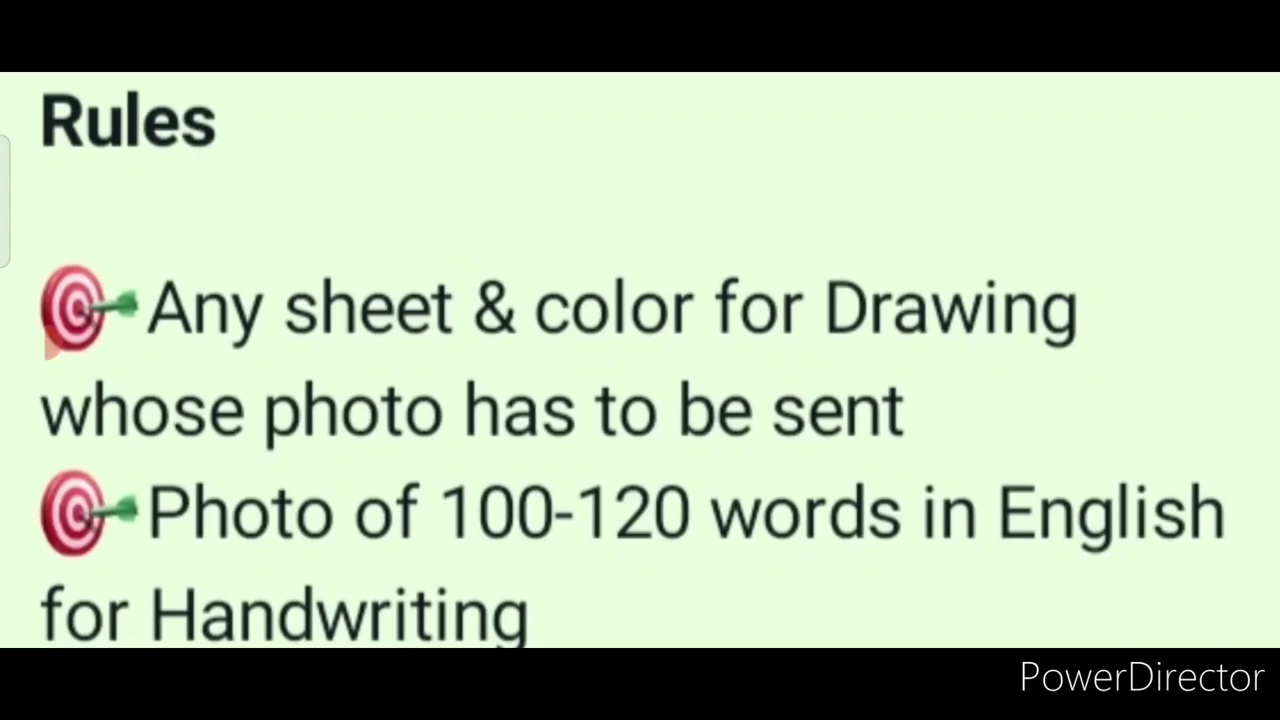 Rules
🎯Any sheet & color for Drawing
whose photo has to be sent
🎯Photo of 100-120 words in English
for Handwriting
PowerDirector